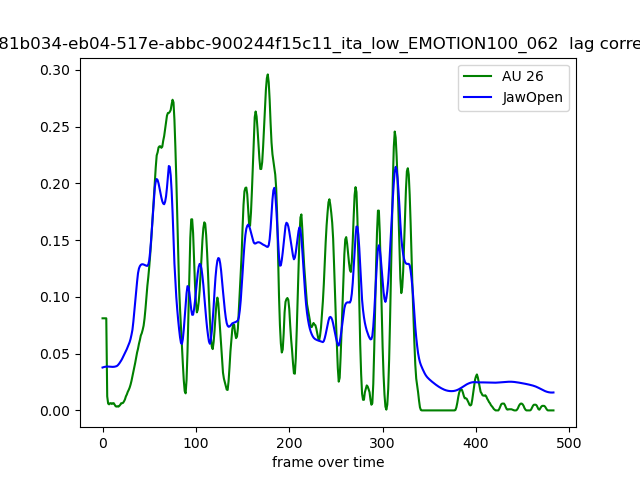 81b034-eb04-517e-abbc-900244f15c11_ita_low_EMOTION100_062  lag corre
AU 26
JawOpen
0.30
0.25
0.20
0.15
0.10
0.05
0.00
0 100 200 300 400 500
frame over time